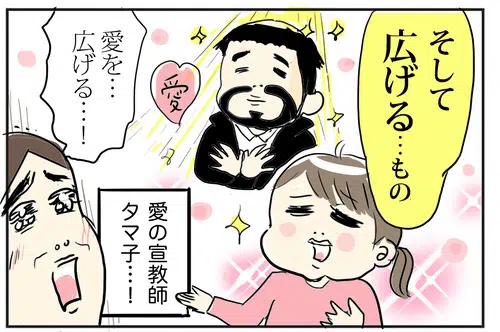 そして
広げる…もの
愛
愛を…
広げる…！
愛の宣教師
タマ子…！